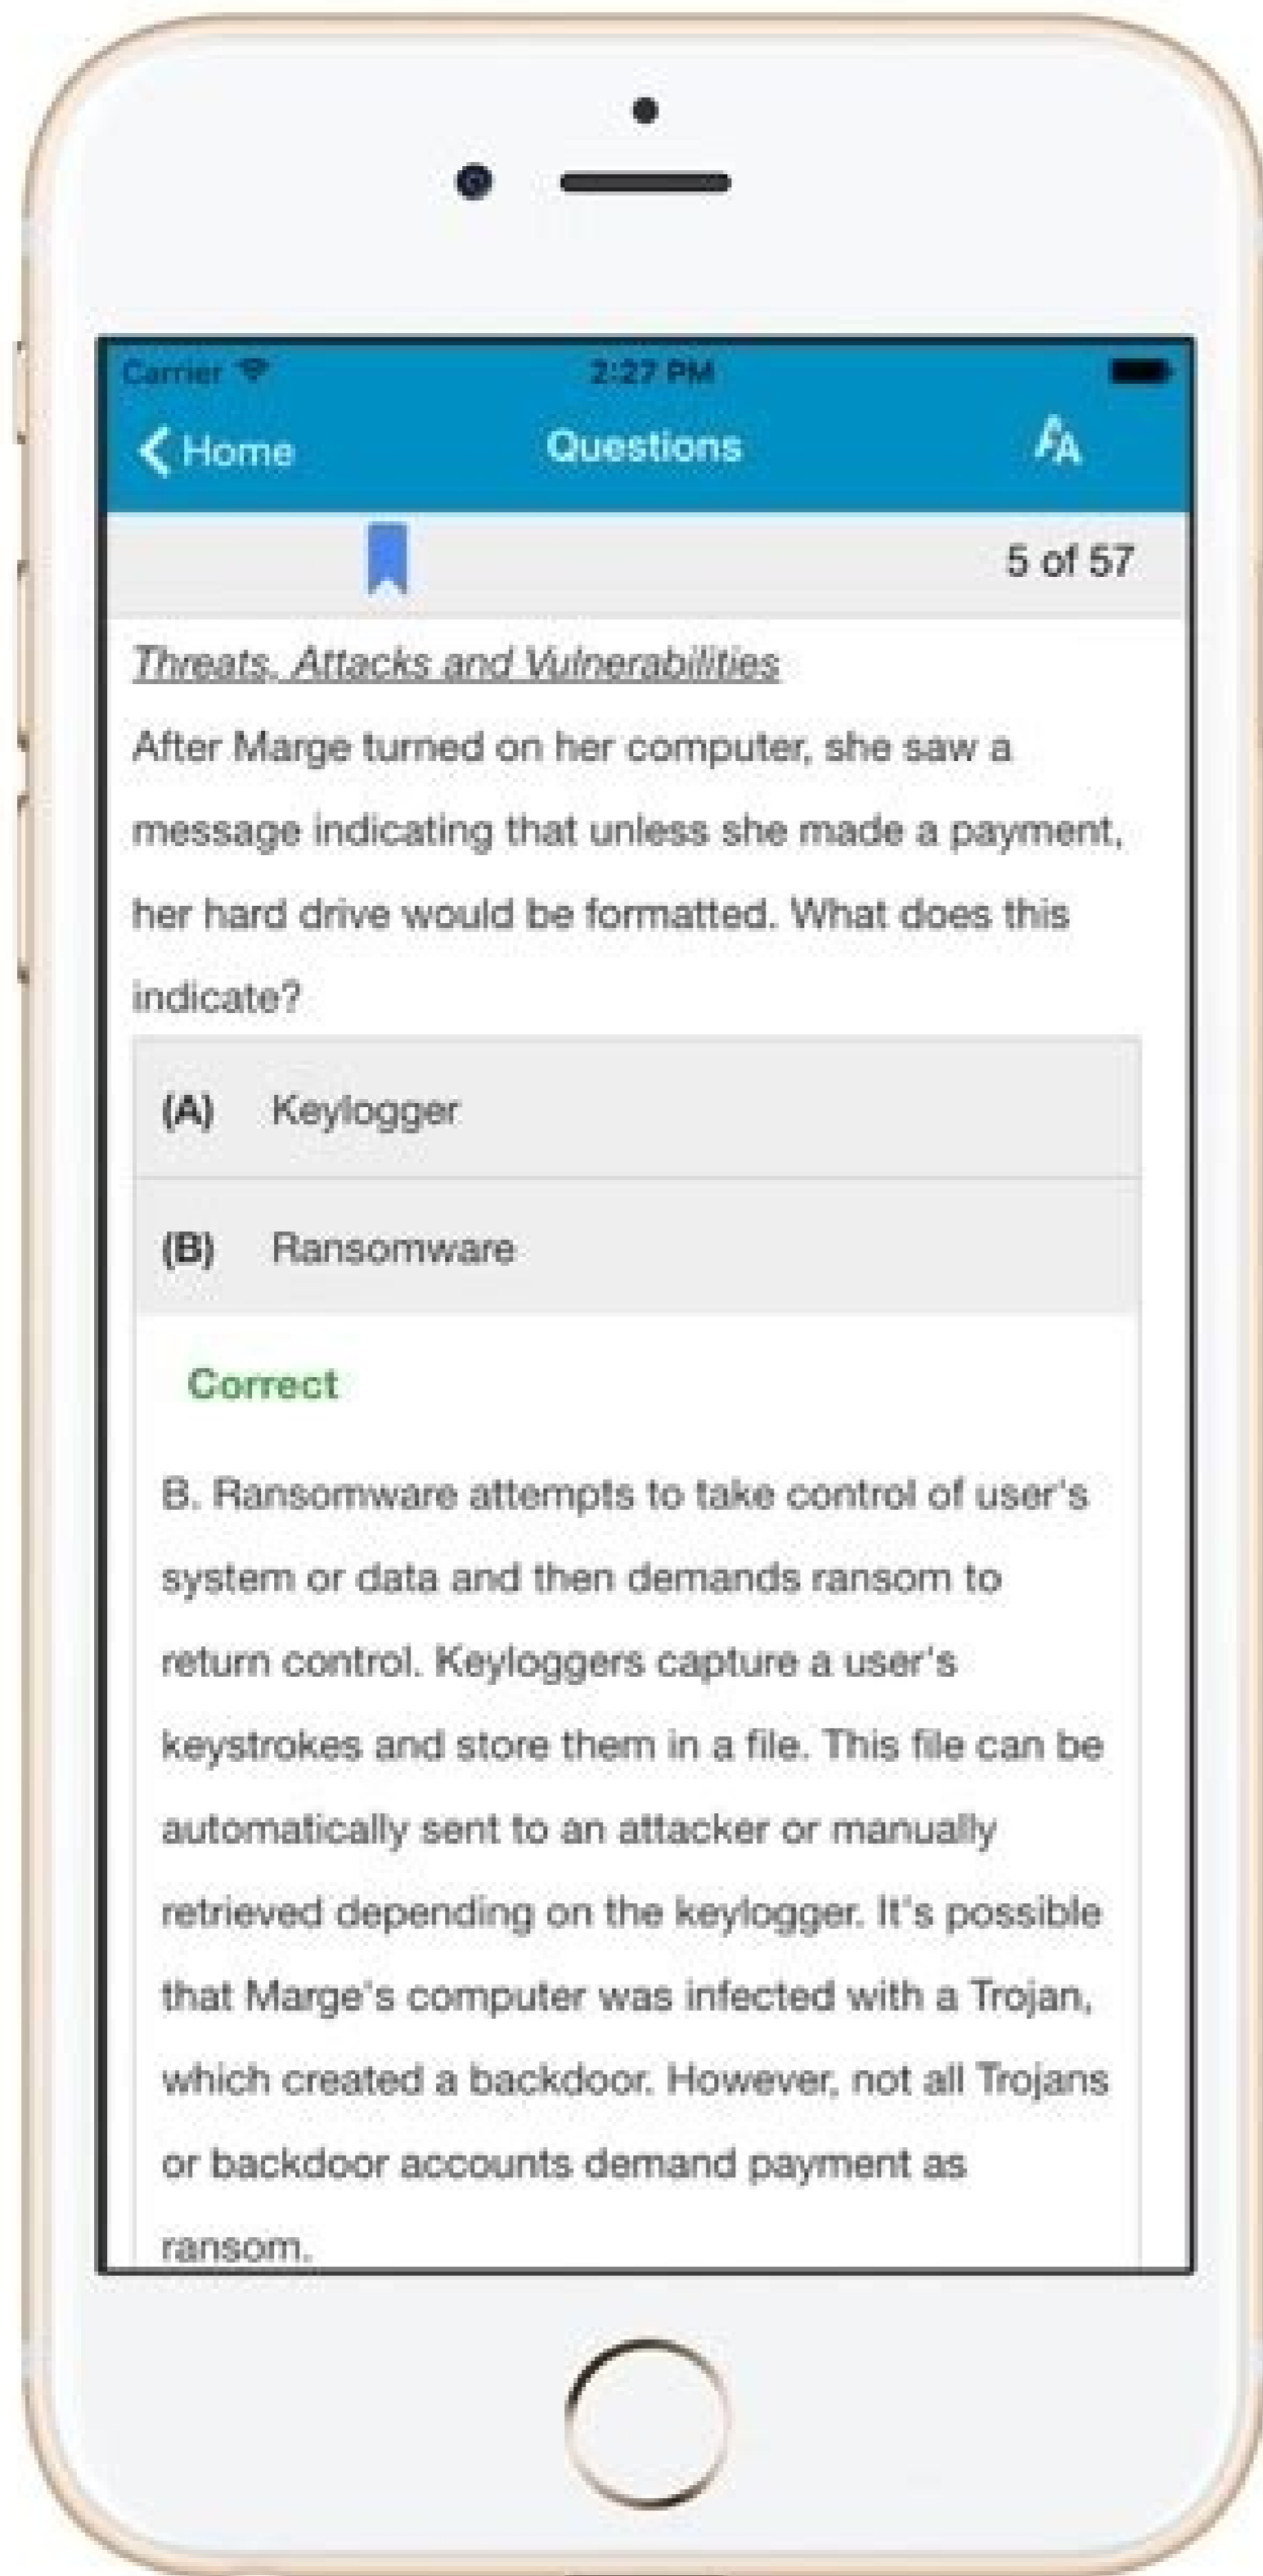 Carrier
2:27 PM
Home
Questions
AA
5 of 57
Threats, Attacks and Vulnerabilities
After Marge turned on her computer, she saw a
message indicating that unless she made a payment,
her hard drive would be formatted. What does this
indicate?
(A) Keylogger
(B) Ransomware
Correct
B. Ransomware attempts to take control of user's
system or data and then demands ransom to
return control. Keyloggers capture a user's
keystrokes and store them in a file. This file can be
automatically sent to an attacker or manually
retrieved depending on the keylogger. It's possible
that Marge's computer was infected with a Trojan,
which created a backdoor. However, not all Trojans
or backdoor accounts demand payment as
ransom.